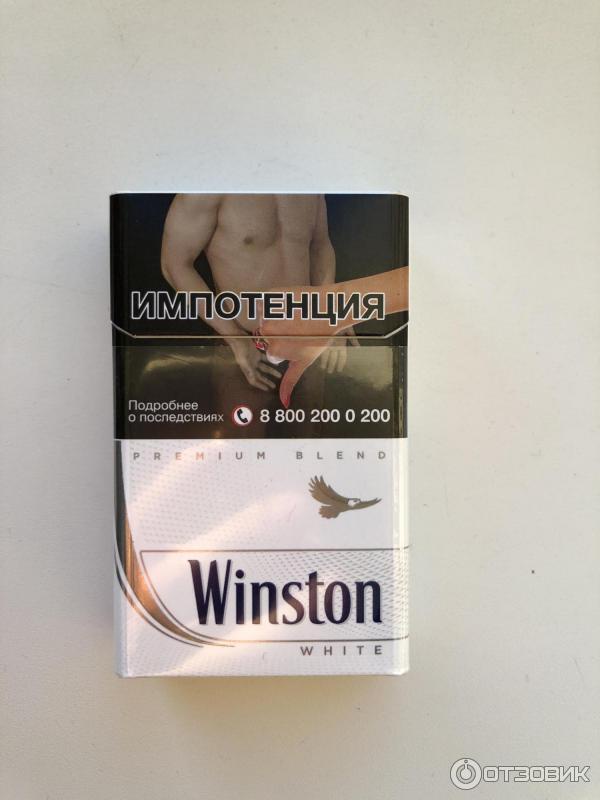 ИМПОТЕНЦИЯ
Подробнее
о последствиях 8 800 200 0 200
PREMIUM BLEND
Winston
WHITE
ОТЗОВИК